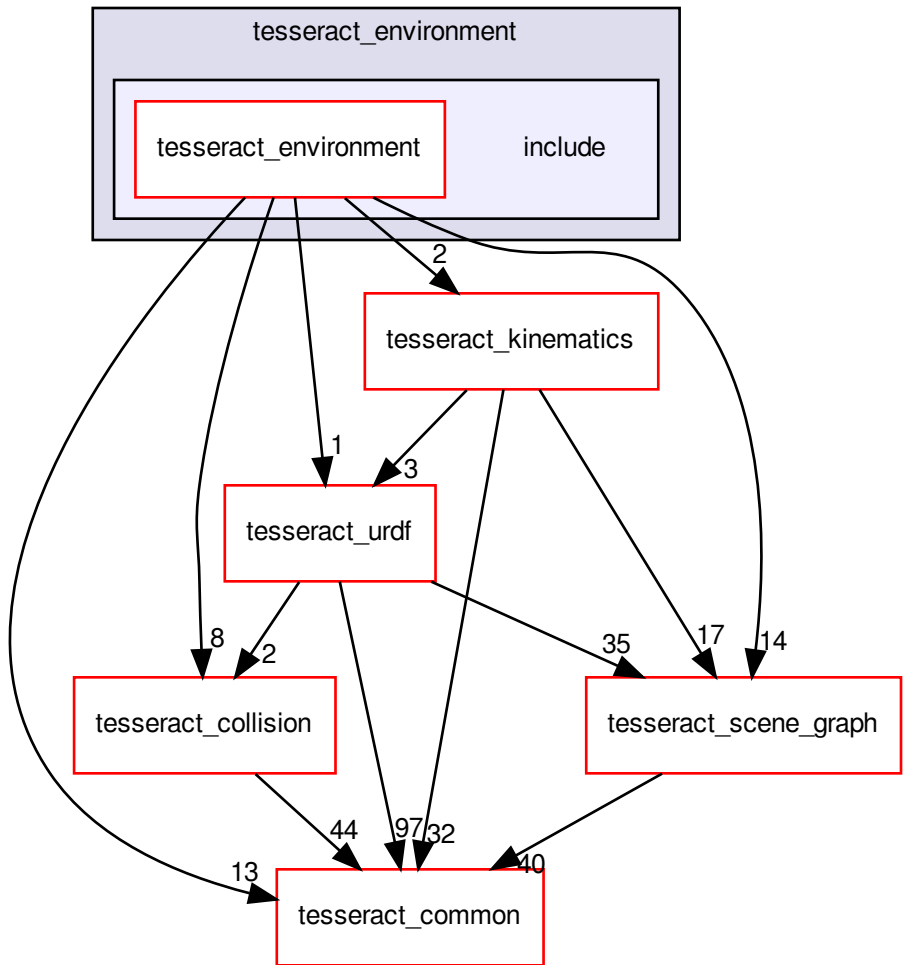 tesseract_environment
tesseract_environment
include
2
tesseract_kinematics
1
3
tesseract_urdf
8
2
35
17
14
tesseract_collision
tesseract_scene_graph
44
97
32
40
13
tesseract_common